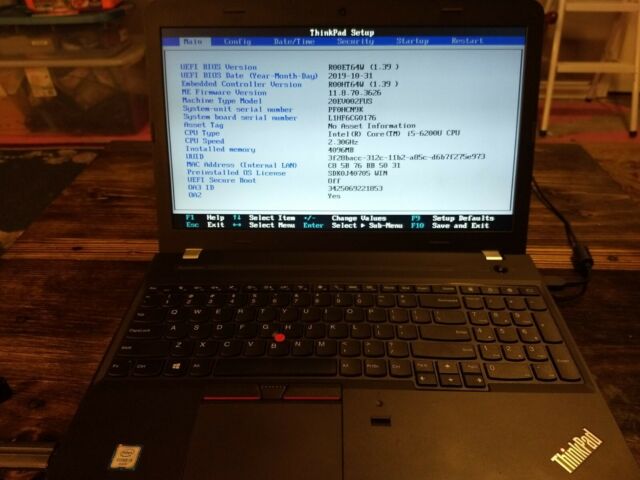 ThinkPad Setup
Main Config Date/Time Security Startup Restart
UEFI BIOS Version R00ET64W (1.39 )
UEFI BIOS Date (Year-Month-Day) 2019-10-31
Embedded Controller Version R00HT64W (1.39 )
ME Firmware Version 11.8.70.3626
Machine Type Model 20EV002FUS
System-unit serial number PF0HCM9K
System board serial number L1HF6CG0176
Asset Tag No Asset Information
CPU Type Intel(R) Core(TM) i5-6200U CPU
CPU Speed 2.30GHz
Installed memory 4096MB
UUID 3f28bacc-312c-11b2-a85c-d6b7f275e973
MAC Address (Internal LAN) C8 5B 76 BB 50 31
Preinstalled OS License SDK0J40705 WIN
UEFI Secure Boot Off
OA3 ID 3425069221853
OA2 Yes
F1 Help ↑↓ Select Item -/- Change Values F9 Setup Defaults
Esc Exit ↔ Select Menu Enter Select ▸ Sub-Menu F10 Save and Exit
Q W E R T Y U I O P
A S D F G H J K L
Z X C V B N M
ThinkPad